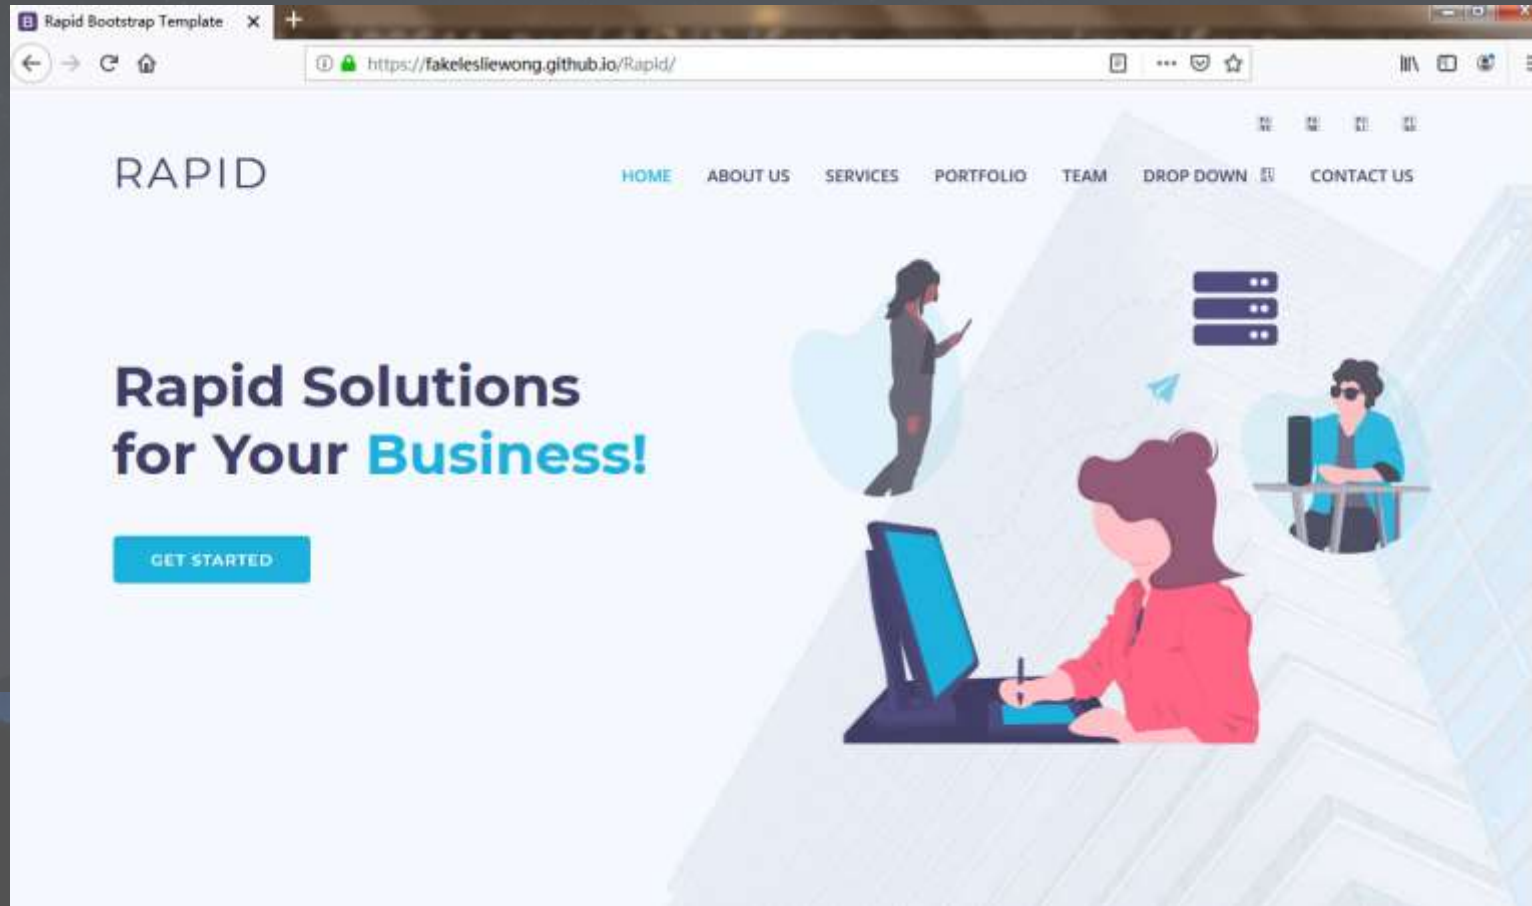 Rapid Bootstrap Template
https://fakelesliewong.github.io/Rapid/
RAPID
HOME ABOUT US SERVICES PORTFOLIO TEAM DROP DOWN CONTACT US
Rapid Solutions
for Your Business!
GET STARTED